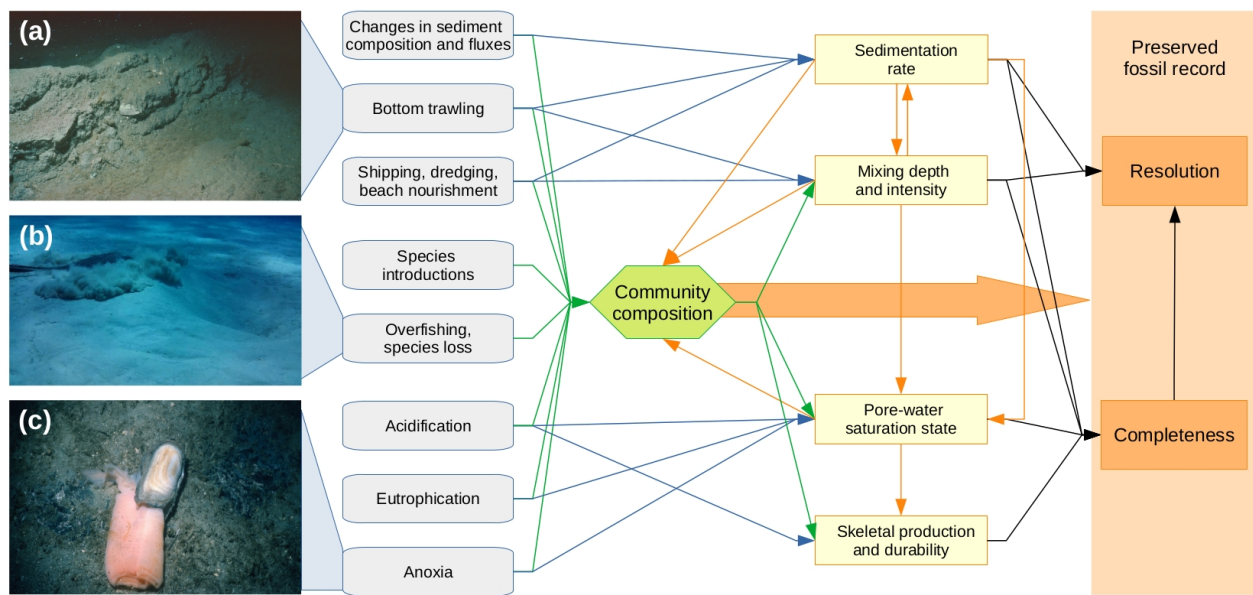 (a)
(b)
(c)
Changes in sediment
composition and fluxes
Bottom trawling
Shipping, dredging,
beach nourishment
Species
introductions
Overfishing,
species loss
Acidification
Eutrophication
Anoxia
Community
composition
Sedimentation
rate
Mixing depth
and intensity
Pore-water
saturation state
Skeletal production
and durability
Preserved
fossil record
Resolution
Completeness